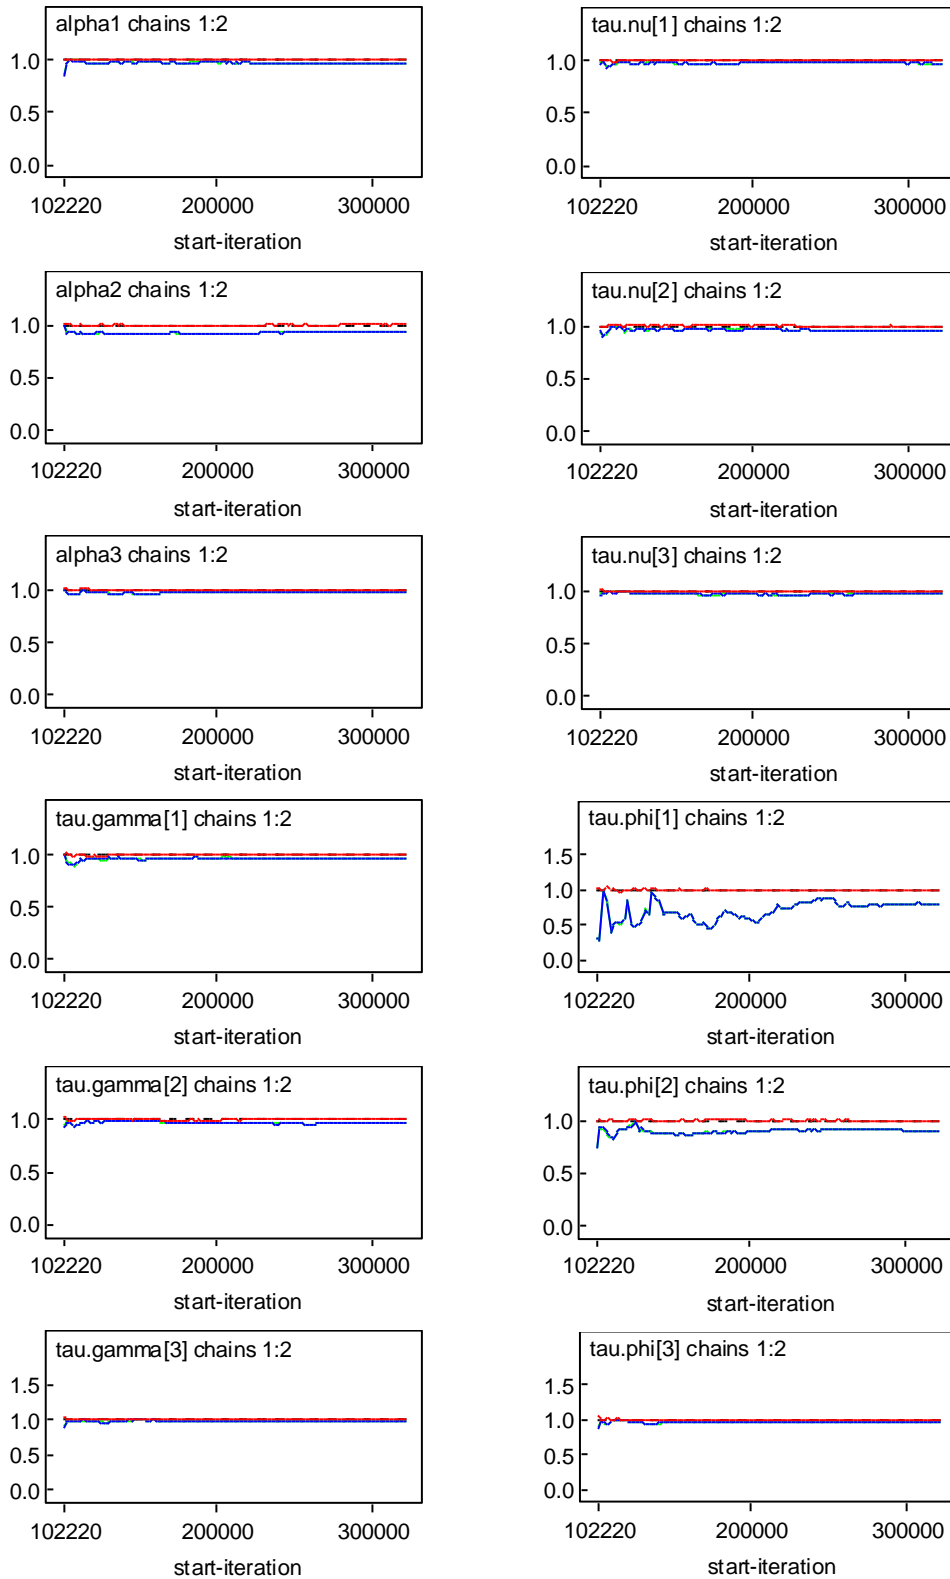 alpha1 chains 1:2
1.0
0.5
0.0
102220 200000 300000
start-iteration
tau.nu[1] chains 1:2
1.0
0.5
0.0
102220 200000 300000
start-iteration
alpha2 chains 1:2
1.0
0.5
0.0
102220 200000 300000
start-iteration
tau.nu[2] chains 1:2
1.0
0.5
0.0
102220 200000 300000
start-iteration
alpha3 chains 1:2
1.0
0.5
0.0
102220 200000 300000
start-iteration
tau.nu[3] chains 1:2
1.0
0.5
0.0
102220 200000 300000
start-iteration
tau.gamma[1] chains 1:2
1.0
0.5
0.0
102220 200000 300000
start-iteration
tau.phi[1] chains 1:2
1.5
1.0
0.5
0.0
102220 200000 300000
start-iteration
tau.gamma[2] chains 1:2
1.0
0.5
0.0
102220 200000 300000
start-iteration
tau.phi[2] chains 1:2
1.0
0.5
0.0
102220 200000 300000
start-iteration
tau.gamma[3] chains 1:2
1.5
1.0
0.5
0.0
102220 200000 300000
start-iteration
tau.phi[3] chains 1:2
1.5
1.0
0.5
0.0
102220 200000 300000
start-iteration